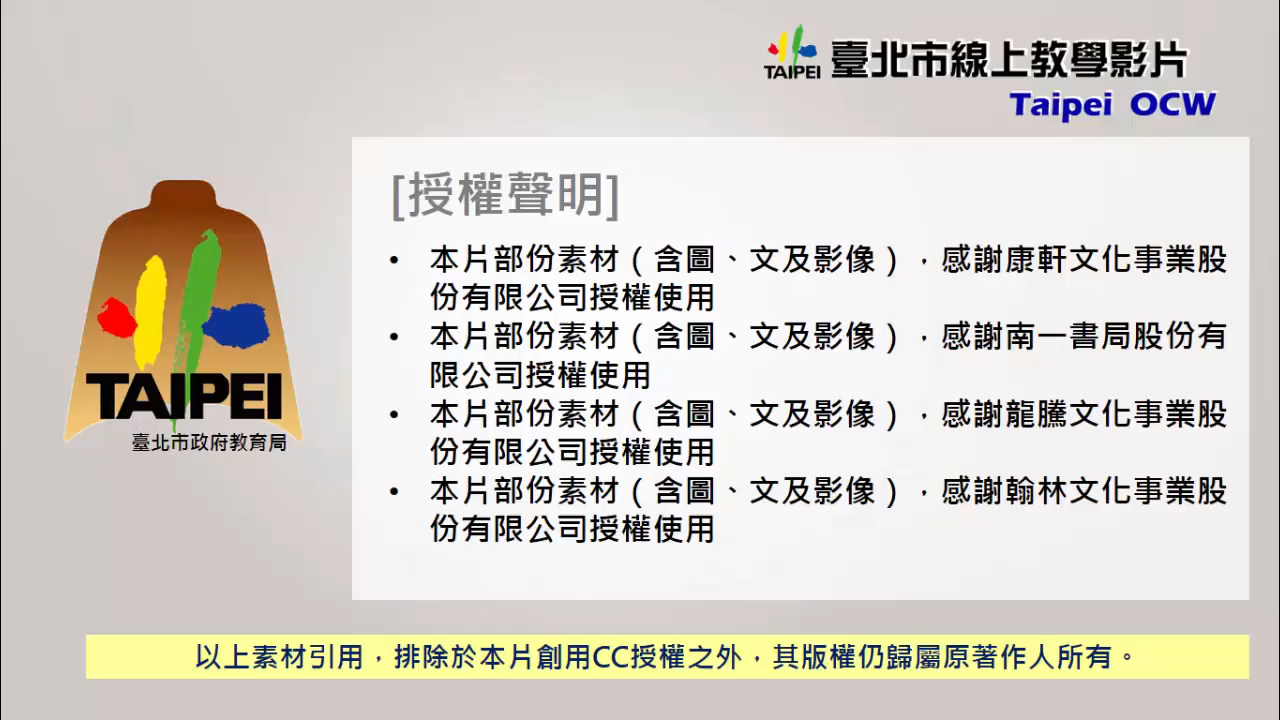 TAIPEI 臺北市線上教學影片
Taipei OCW
[授權聲明]
• 本片部份素材（含圖、文及影像），感謝康軒文化事業股
份有限公司授權使用
• 本片部份素材（含圖、文及影像），感謝南一書局股份有
限公司授權使用
• 本片部份素材（含圖、文及影像），感謝龍騰文化事業股
份有限公司授權使用
• 本片部份素材（含圖、文及影像），感謝翰林文化事業股
份有限公司授權使用
TAIPEI
臺北市政府教育局
以上素材引用，排除於本片創用CC授權之外，其版權仍歸屬原著作人所有。